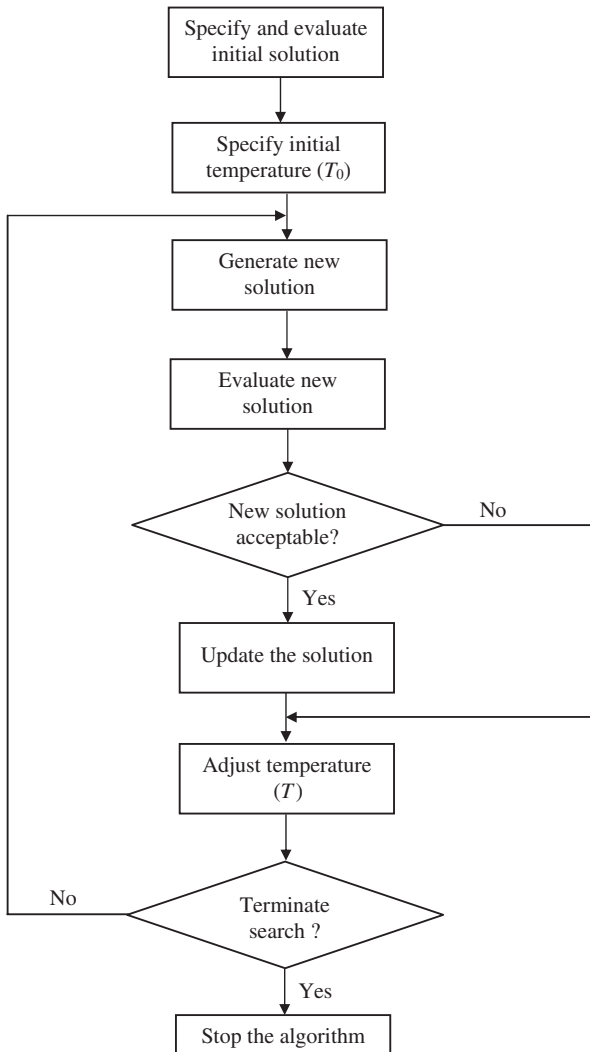 Specify and evaluate
initial solution
Specify initial
temperature (T0)
Generate new
solution
Evaluate new
solution
New solution
acceptable?
No
Yes
Update the solution
Adjust temperature
(T)
No
Terminate
search ?
Yes
Stop the algorithm